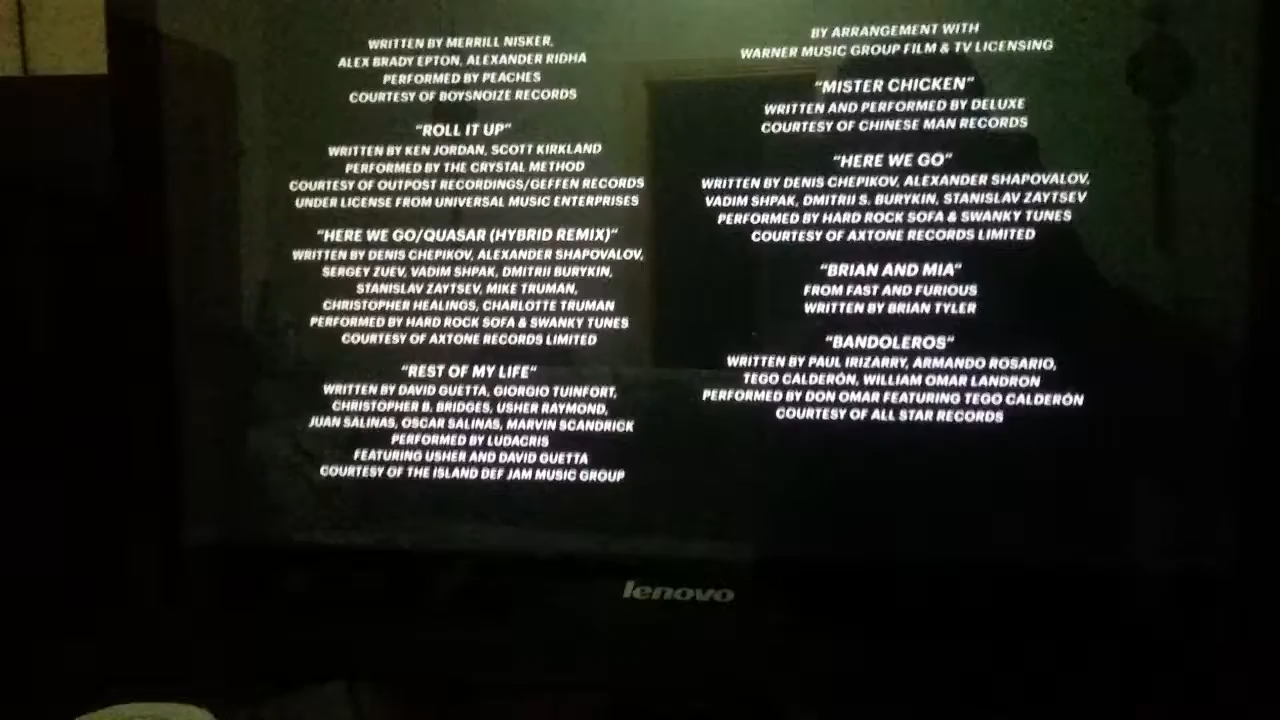 WRITTEN BY MERRILL NISKER,
ALEX BRADY EPTON, ALEXANDER RIDHA
PERFORMED BY PEACHES
COURTESY OF BOYSNOIZE RECORDS
"ROLL IT UP"
WRITTEN BY KEN JORDAN, SCOTT KIRKLAND
PERFORMED BY THE CRYSTAL METHOD
COURTESY OF OUTPOST RECORDINGS/GEFFEN RECORDS
UNDER LICENSE FROM UNIVERSAL MUSIC ENTERPRISES
"HERE WE GO/QUASAR (HYBRID REMIX)"
WRITTEN BY DENIS CHEPIKOV, ALEXANDER SHAPOVALOV,
SERGEY ZUEV, VADIM SHPAK, DMITRII BURYKIN,
STANISLAV ZAYTSEV, MIKE TRUMAN,
CHRISTOPHER HEALINGS, CHARLOTTE TRUMAN
PERFORMED BY HARD ROCK SOFA & SWANKY TUNES
COURTESY OF AXTONE RECORDS LIMITED
"REST OF MY LIFE"
WRITTEN BY DAVID GUETTA, GIORGIO TUINFORT,
CHRISTOPHER B. BRIDGES, USHER RAYMOND,
JUAN SALINAS, OSCAR SALINAS, MARVIN SCANDRICK
PERFORMED BY LUDACRIS
FEATURING USHER AND DAVID GUETTA
COURTESY OF THE ISLAND DEF JAM MUSIC GROUP
BY ARRANGEMENT WITH
WARNER MUSIC GROUP FILM & TV LICENSING
"MISTER CHICKEN"
WRITTEN AND PERFORMED BY DELUXE
COURTESY OF CHINESE MAN RECORDS
"HERE WE GO"
WRITTEN BY DENIS CHEPIKOV, ALEXANDER SHAPOVALOV,
VADIM SHPAK, DMITRII S. BURYKIN, STANISLAV ZAYTSEV
PERFORMED BY HARD ROCK SOFA & SWANKY TUNES
COURTESY OF AXTONE RECORDS LIMITED
"BRIAN AND MIA"
FROM FAST AND FURIOUS
WRITTEN BY BRIAN TYLER
"BANDOLEROS"
WRITTEN BY PAUL IRIZARRY, ARMANDO ROSARIO,
TEGO CALDERÓN, WILLIAM OMAR LANDRON
PERFORMED BY DON OMAR FEATURING TEGO CALDERÓN
COURTESY OF ALL STAR RECORDS
lenovo